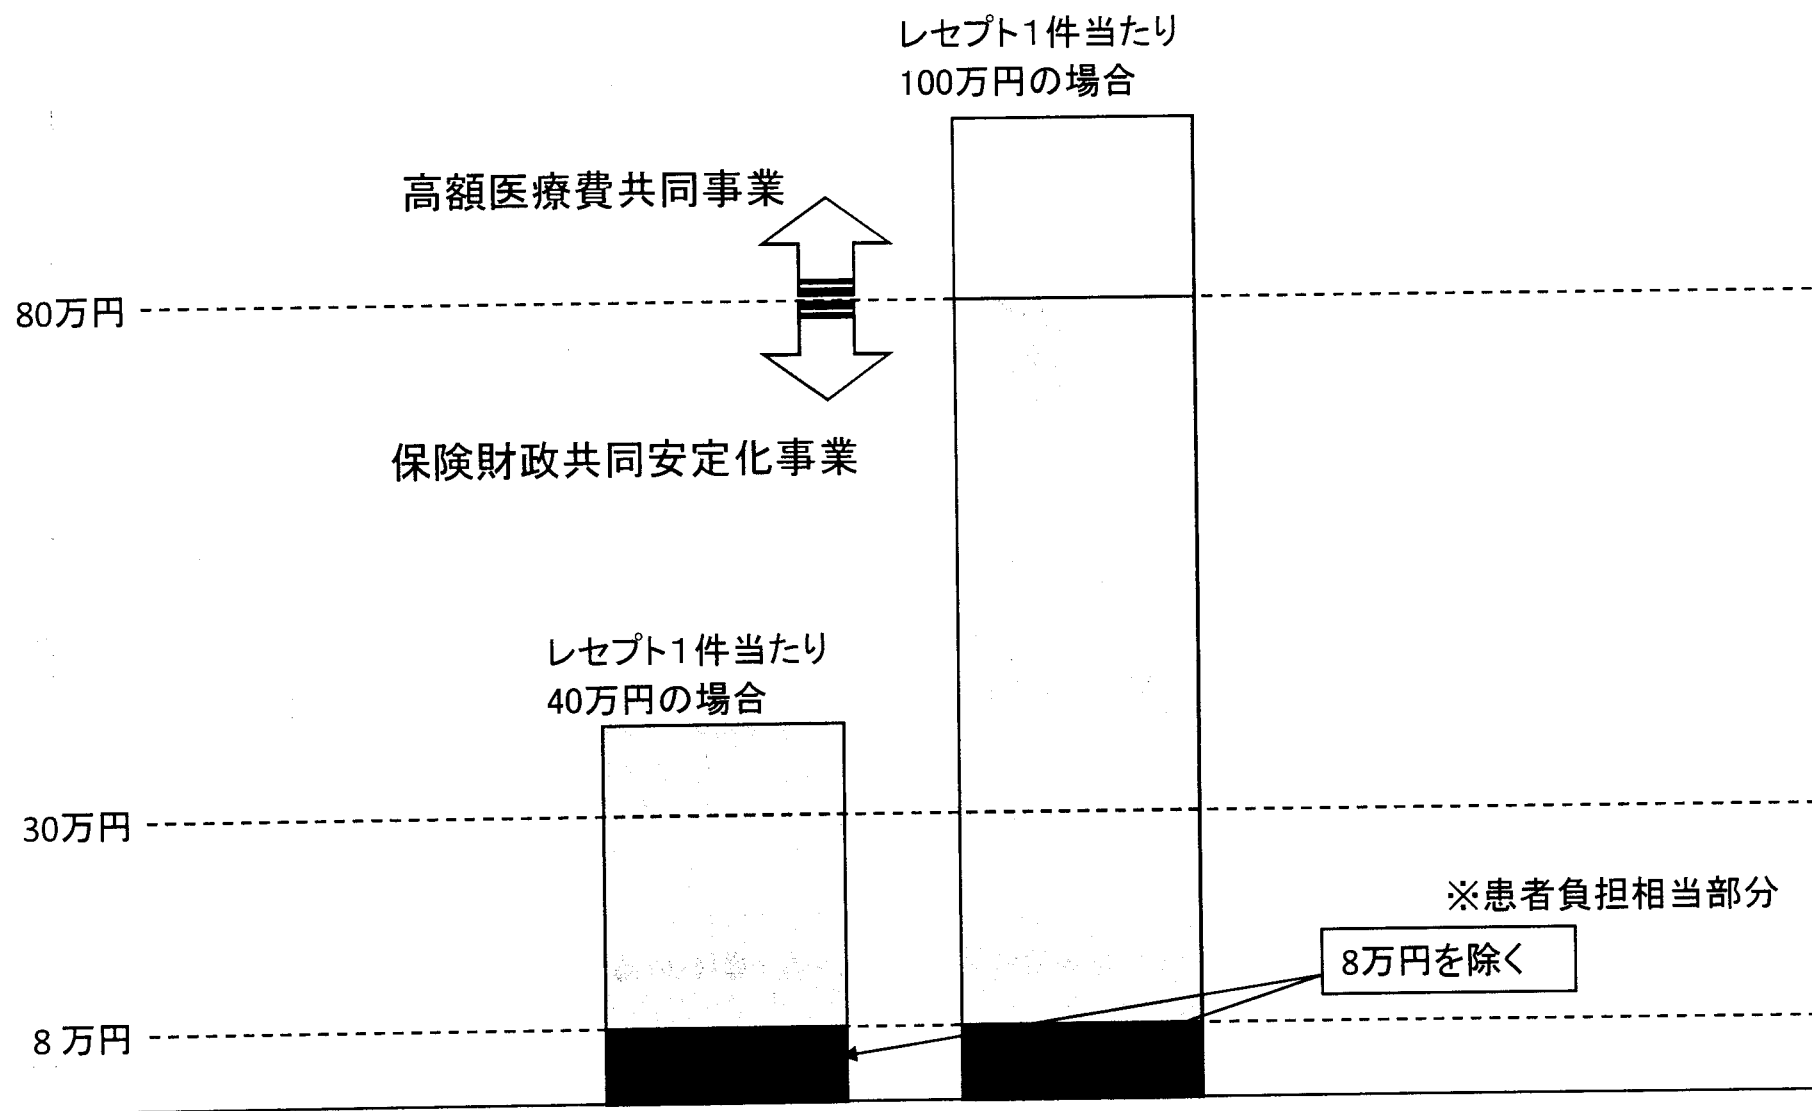 レセプト1件当たり
100万円の場合
高額医療費共同事業
80万円
保険財政共同安定化事業
レセプト1件当たり
40万円の場合
30万円
※患者負担相当部分
8万円を除く
8万円